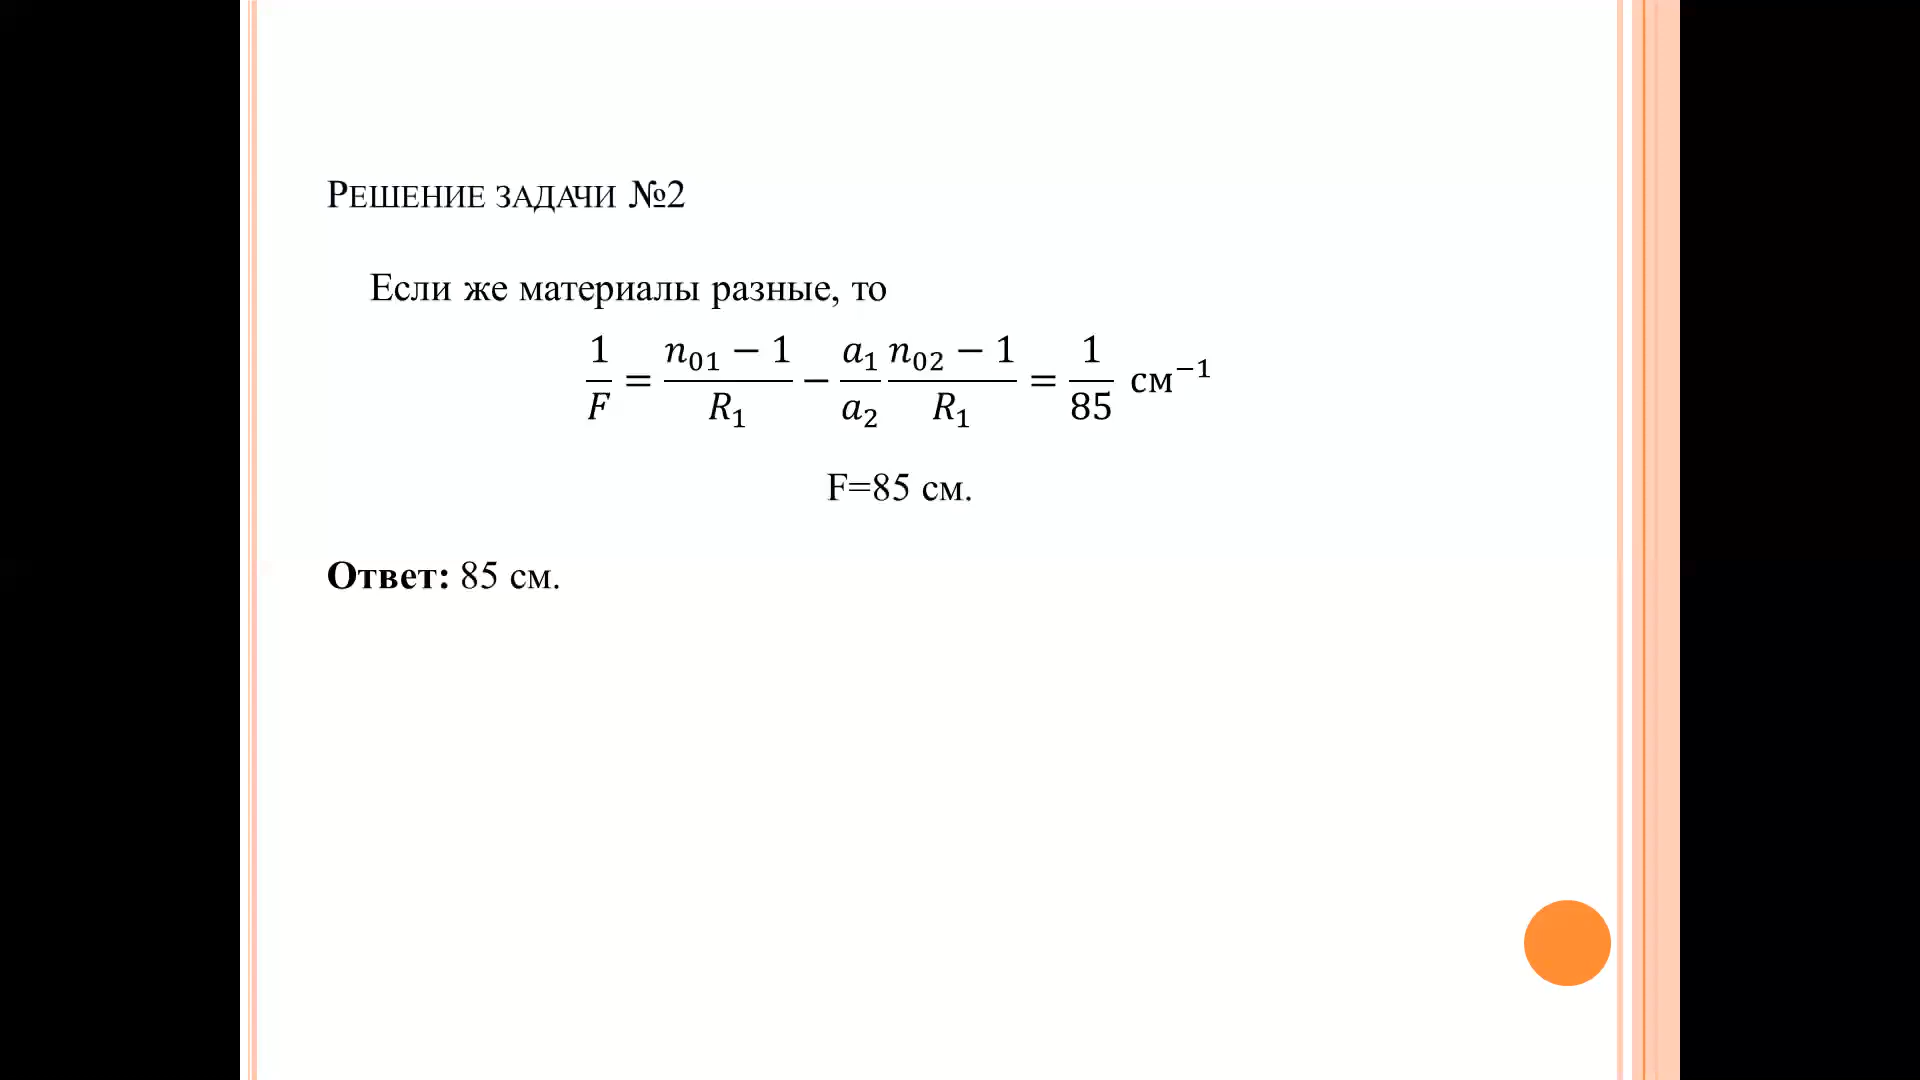 Решение задачи №2
Если же материалы разные, то
1/F = (n₀₁ − 1)/R₁ − (a₁/a₂) (n₀₂ − 1)/R₁ = 1/85 см⁻¹
F=85 см.
Ответ: 85 см.